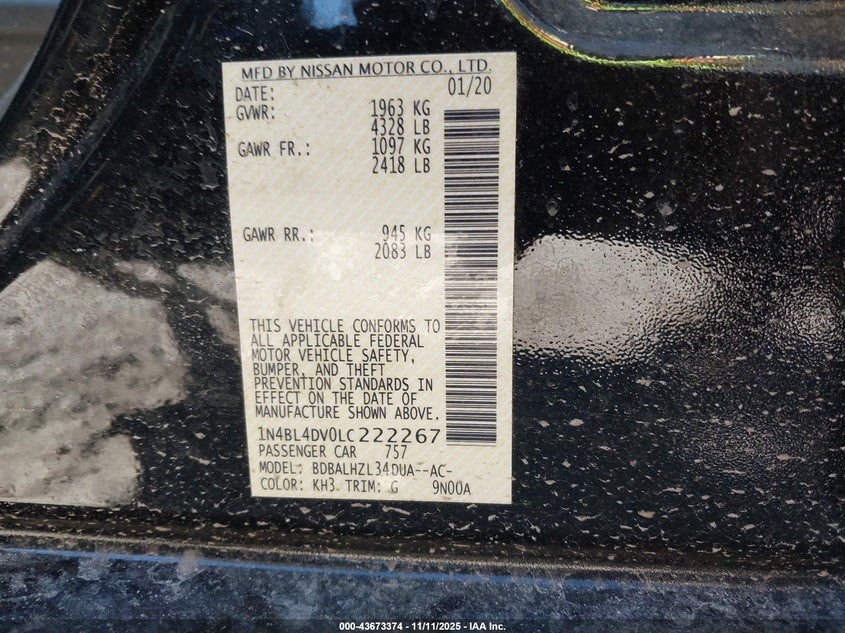 MFD BY NISSAN MOTOR CO., LTD.
DATE: 01/20
GVWR: 1963 KG
4328 LB
GAWR FR.: 1097 KG
2418 LB
GAWR RR.: 945 KG
2083 LB
THIS VEHICLE CONFORMS TO
ALL APPLICABLE FEDERAL
MOTOR VEHICLE SAFETY,
BUMPER, AND THEFT
PREVENTION STANDARDS IN
EFFECT ON THE DATE OF
MANUFACTURE SHOWN ABOVE.
1N4BL4DV0LC222267
PASSENGER CAR 757
MODEL: BDBALHZL34DUA--AC-
COLOR: KH3 TRIM: G 9N00A
000-43673374 - 11/11/2025 - IAA Inc.